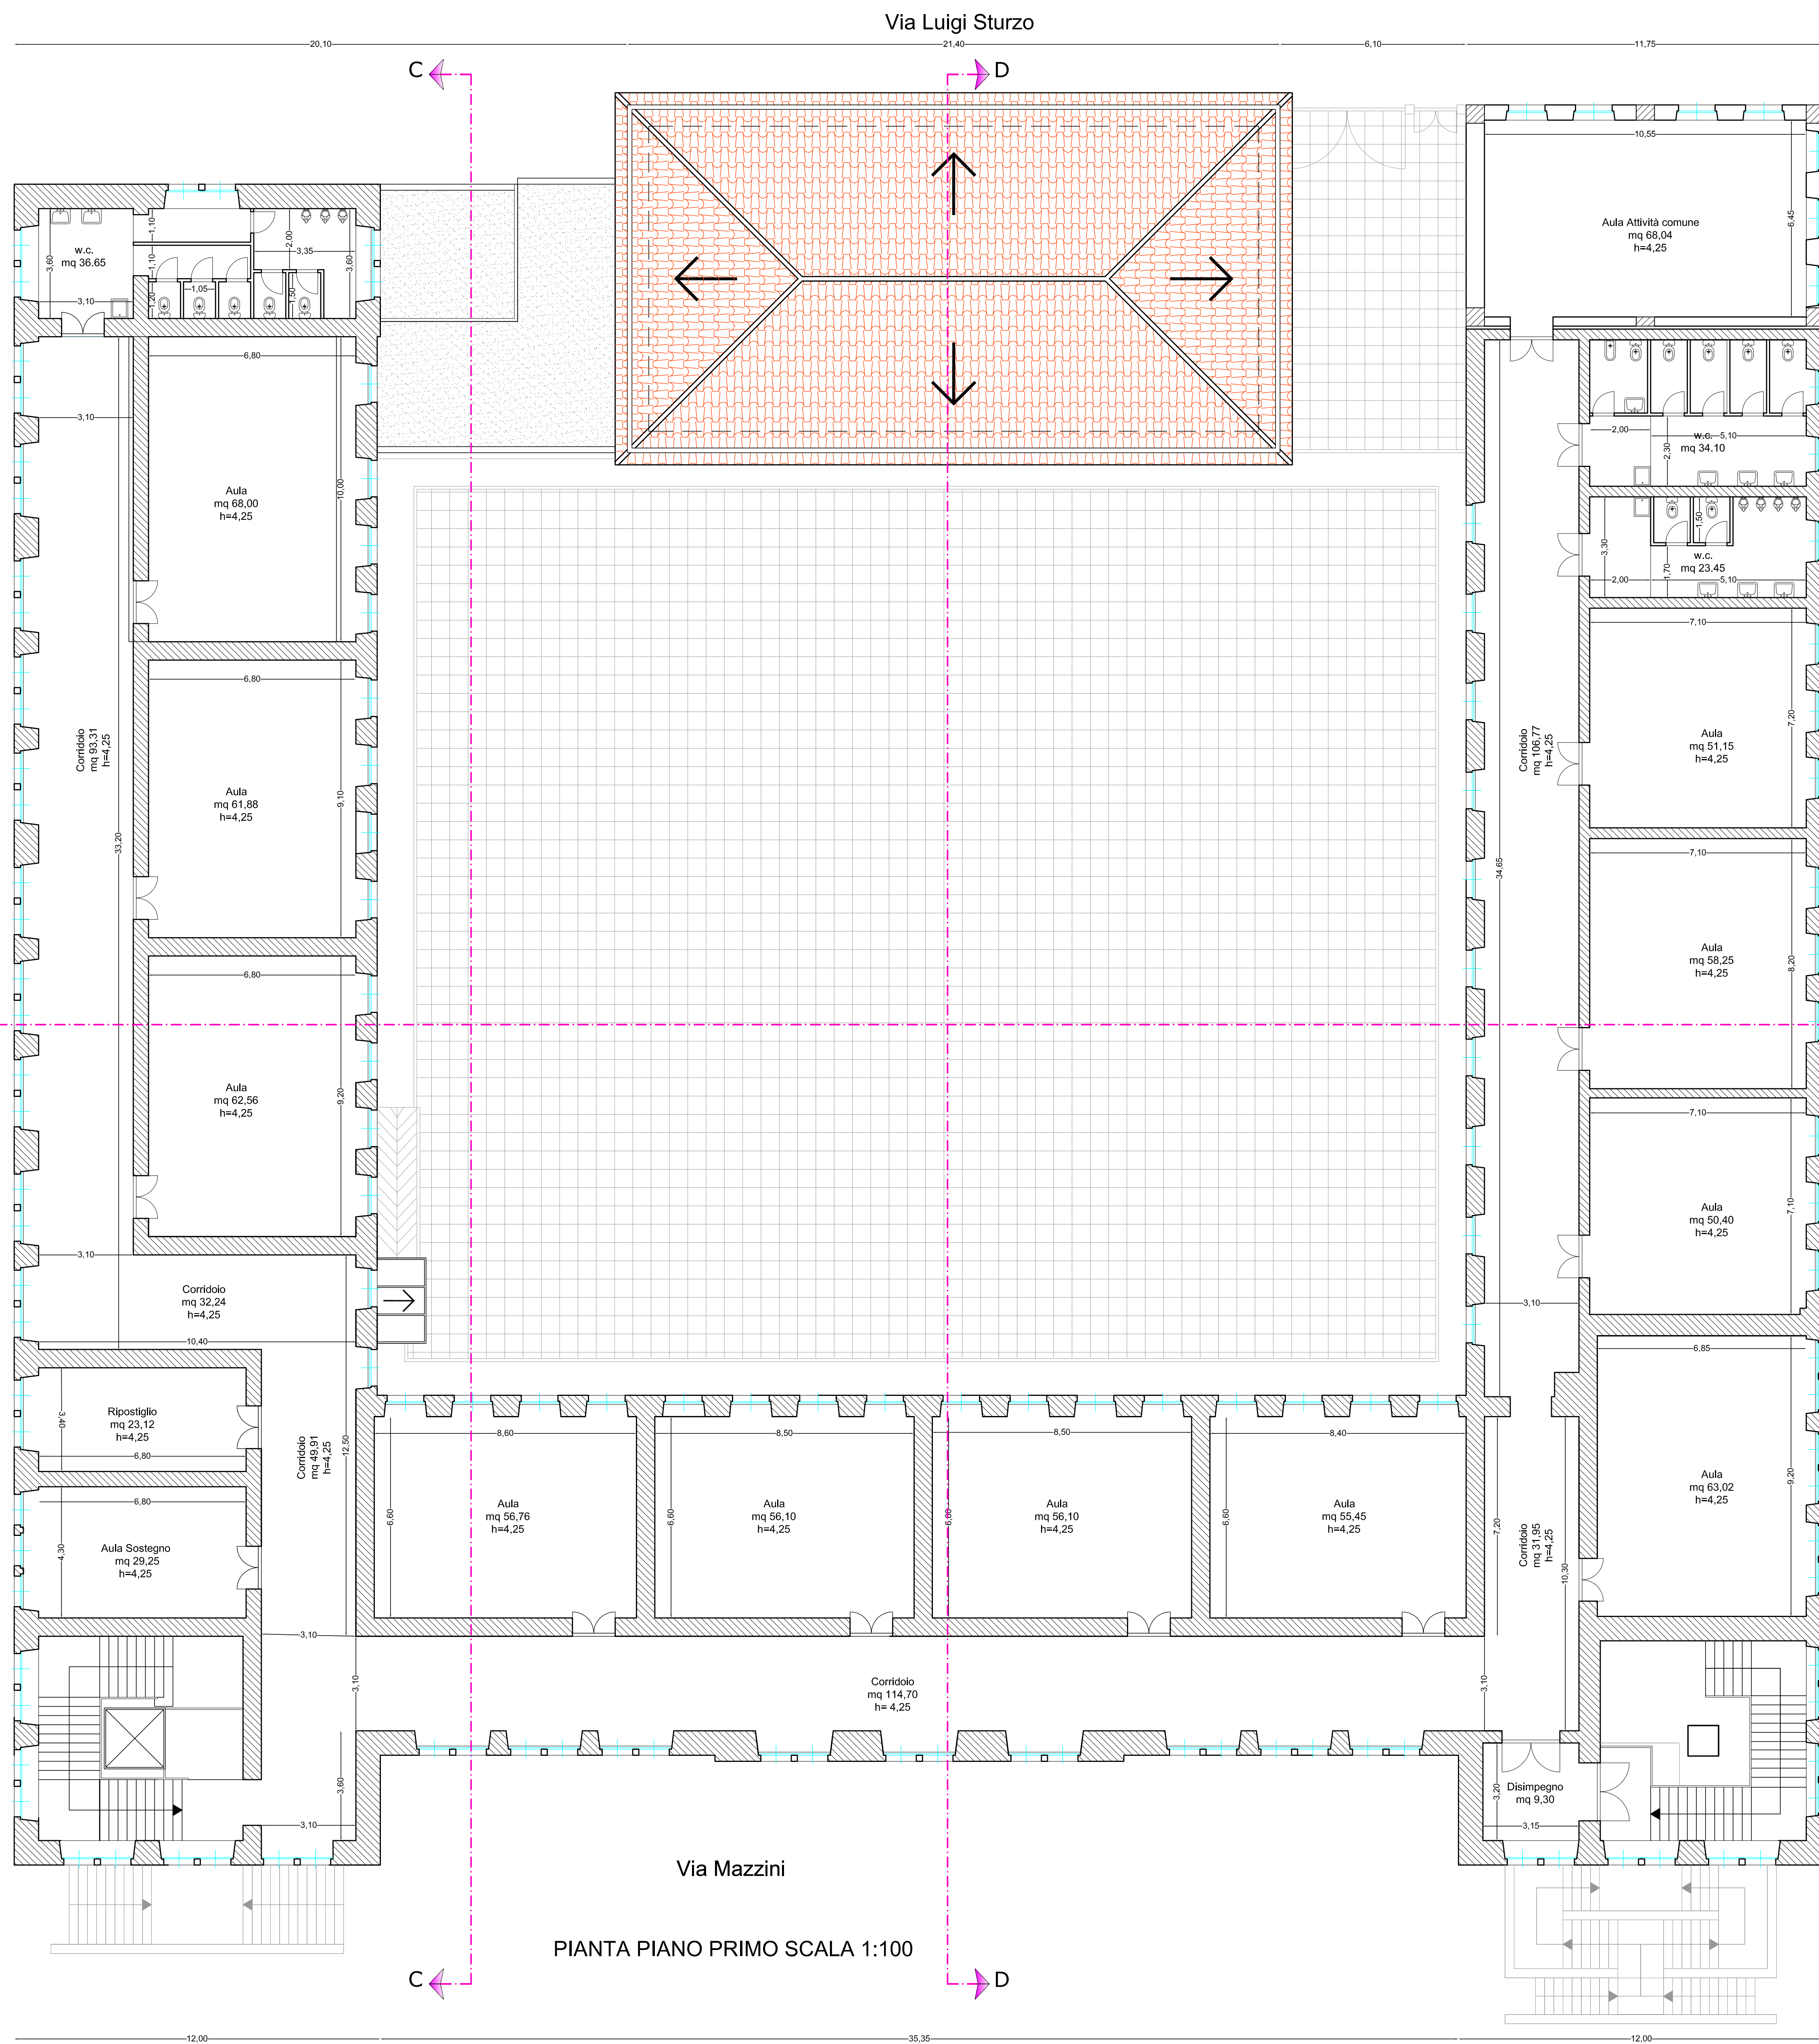 Via Luigi Sturzo
20,10
21,40
6,10
11,75
C
D
10,55
Aula Attività comune
mq 68,04
h=4,25
6,45
w.c.
mq 36.65
3,60
3,10
1,10
1,10
1,20
1,05
2,00
3,35
3,60
1,50
6,80
3,10
10,00
Aula
mq 68,00
h=4,25
2,00
5,10
w.c.
mq 34.10
2,30
1,50
3,30
w.c.
mq 23.45
1,70
2,00
5,10
6,80
Corridoio
mq 93,31
h=4,25
33,20
Aula
mq 61,88
h=4,25
9,10
Corridoio
mq 106,77
h=4,25
34,65
7,10
Aula
mq 51,15
h=4,25
7,20
7,10
Aula
mq 58,25
h=4,25
8,20
6,80
Aula
mq 62,56
h=4,25
9,20
7,10
Aula
mq 50,40
h=4,25
7,10
3,10
Corridoio
mq 32,24
h=4,25
10,40
3,10
6,85
Ripostiglio
mq 23,12
h=4,25
3,40
6,80
Corridoio
mq 49,91
h=4,25
12,50
8,60
8,50
8,50
8,40
6,80
Aula Sostegno
mq 29,25
h=4,25
4,30
6,60
Aula
mq 56,76
h=4,25
6,60
Aula
mq 56,10
h=4,25
6,60
Aula
mq 56,10
h=4,25
6,60
Aula
mq 55,45
h=4,25
7,20
Corridoio
mq 31,95
h=4,25
10,30
Aula
mq 63,02
h=4,25
9,20
3,10
3,10
Corridoio
mq 114,70
h= 4,25
3,10
3,60
3,10
Disimpegno
mq 9,30
3,20
3,15
Via Mazzini
PIANTA PIANO PRIMO SCALA 1:100
C
D
12,00
35,35
12,00